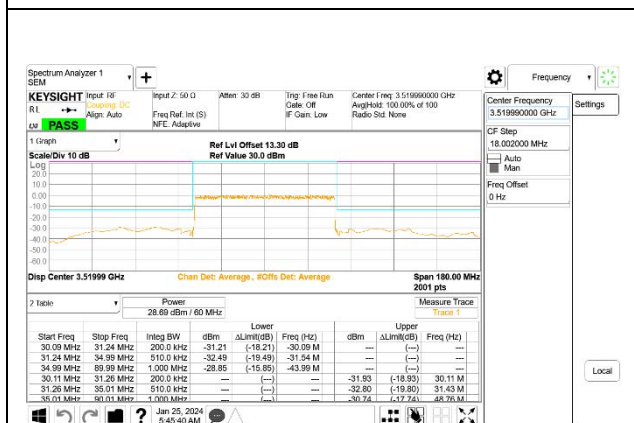 Spectrum Analyzer 1
SEM
+
Frequency
KEYSIGHT Input: RF Input Z: 50 Ω Atten: 30 dB Trig: Free Run Center Freq: 3.519990000 GHz
RL Coupling: DC Gate: Off Avg|Hold: 100.00% of 100
Align: Auto Freq Ref: Int (S) IF Gain: Low Radio Std: None
LXI PASS NFE: Adaptive
Center Frequency
3.519990000 GHz
Settings
CF Step
18.002000 MHz
Auto
Man
Freq Offset
0 Hz
Local
1 Graph
Ref Lvl Offset 13.30 dB
Scale/Div 10 dB Ref Value 30.0 dBm
Log
20.0
10.0
0.00
-10.0
-20.0
-30.0
-40.0
-50.0
-60.0
Disp Center 3.51999 GHz Chan Det: Average , #Offs Det: Average Span 180.00 MHz
2001 pts
2 Table Power Measure Trace
28.69 dBm / 60 MHz Trace 1
Lower Upper
Start Freq Stop Freq Integ BW dBm ΔLimit(dB) Freq (Hz) dBm ΔLimit(dB) Freq (Hz)
30.09 MHz 31.24 MHz 200.0 kHz -31.21 (-18.21) -30.09 M --- (---) ---
31.24 MHz 34.99 MHz 510.0 kHz -32.49 (-19.49) -31.54 M --- (---) ---
34.99 MHz 89.99 MHz 1.000 MHz -28.85 (-15.85) -43.99 M --- (---) ---
30.11 MHz 31.26 MHz 200.0 kHz --- (---) --- -31.93 (-18.93) 30.11 M
31.26 MHz 35.01 MHz 510.0 kHz --- (---) --- -32.80 (-19.80) 31.43 M
35.01 MHz 90.01 MHz 1.000 MHz --- (---) --- -30.74 (-17.74) 48.76 M
? Jan 25, 2024
5:45:40 AM